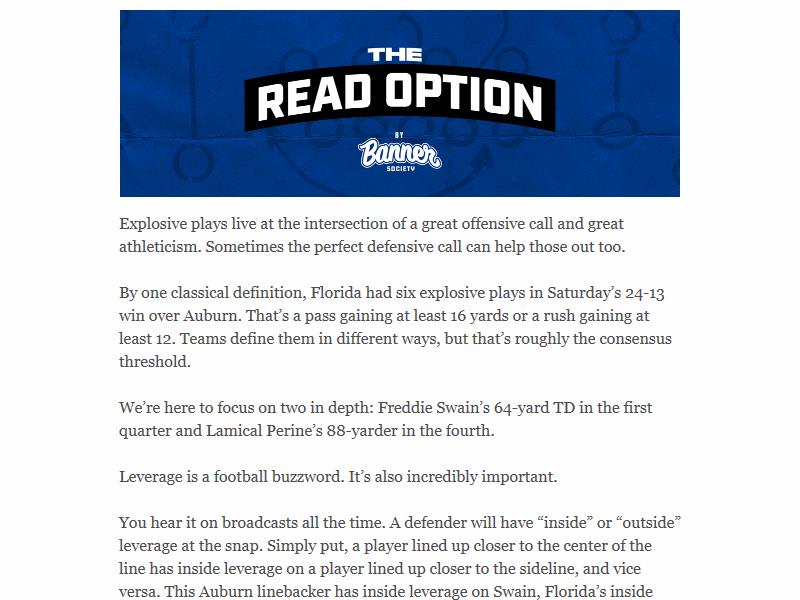 THE
READ OPTION
BY
Banner
SOCIETY
Explosive plays live at the intersection of a great offensive call and great
athleticism. Sometimes the perfect defensive call can help those out too.
By one classical definition, Florida had six explosive plays in Saturday’s 24-13
win over Auburn. That’s a pass gaining at least 16 yards or a rush gaining at
least 12. Teams define them in different ways, but that’s roughly the consensus
threshold.
We’re here to focus on two in depth: Freddie Swain’s 64-yard TD in the first
quarter and Lamical Perine’s 88-yarder in the fourth.
Leverage is a football buzzword. It’s also incredibly important.
You hear it on broadcasts all the time. A defender will have “inside” or “outside”
leverage at the snap. Simply put, a player lined up closer to the center of the
line has inside leverage on a player lined up closer to the sideline, and vice
versa. This Auburn linebacker has inside leverage on Swain, Florida’s inside